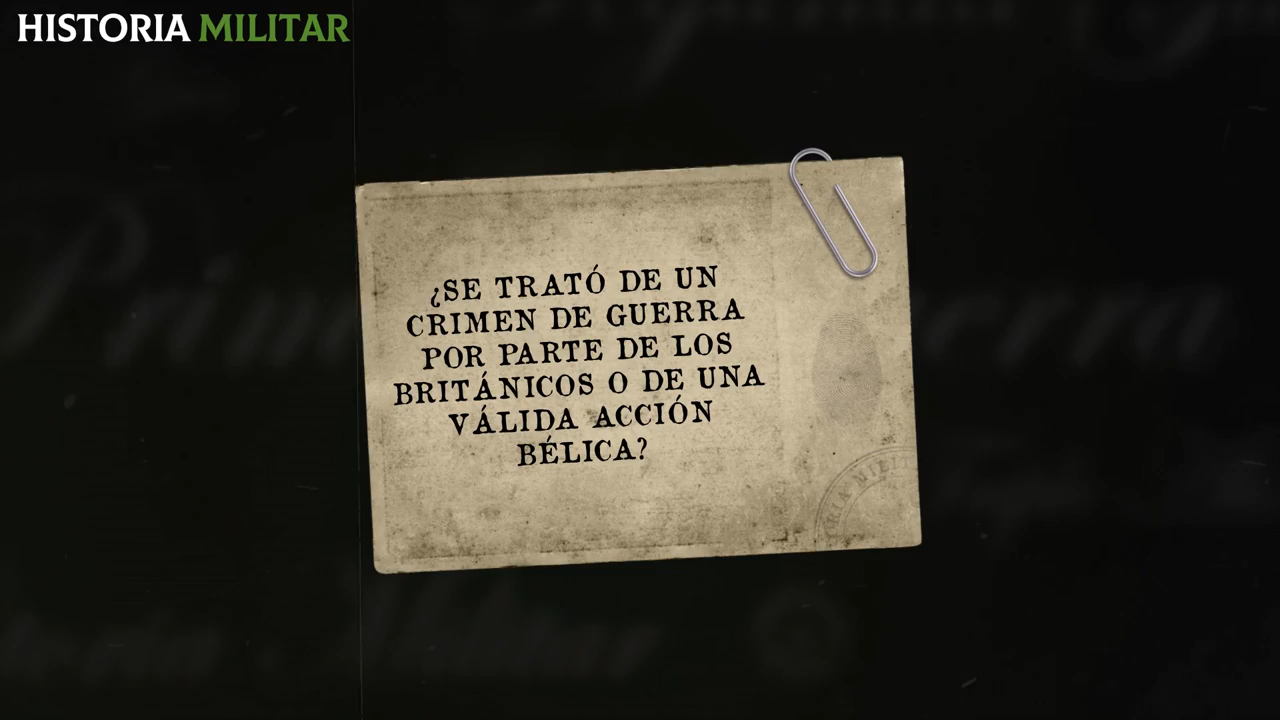 HISTORIA MILITAR
¿SE TRATÓ DE UN
CRIMEN DE GUERRA
POR PARTE DE LOS
BRITÁNICOS O DE UNA
VÁLIDA ACCIÓN
BÉLICA?